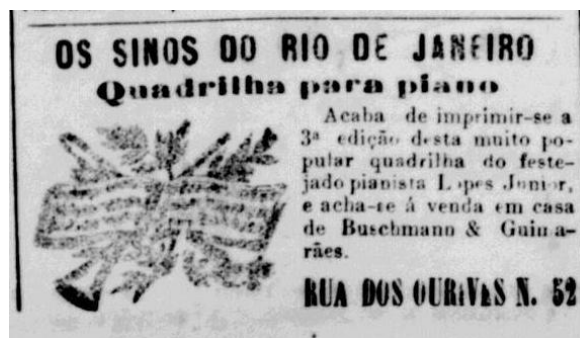 OS SINOS DO RIO DE JANEIRO
Quadrilha para piano
Acaba de imprimir-se a
3ª edição desta muito po-
pular quadrilha do feste-
jado pianista Lopes Junior,
e acha-se á venda em casa
de Buschmann & Guima-
rães.
RUA DOS OURIVES N. 52